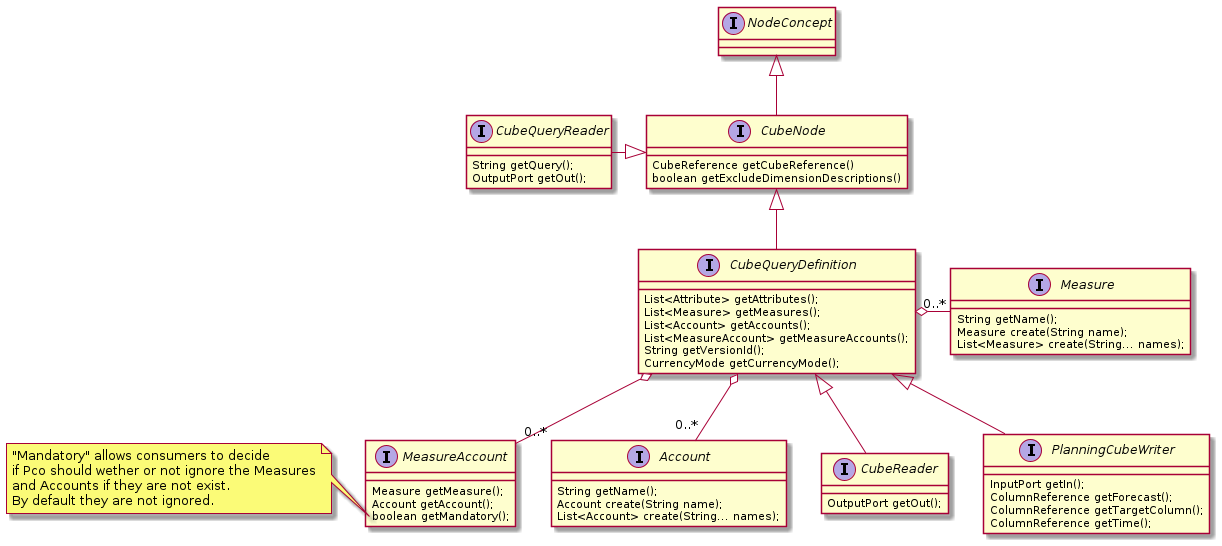 I NodeConcept
I CubeQueryReader
String getQuery();
OutputPort getOut();
I CubeNode
CubeReference getCubeReference()
boolean getExcludeDimensionDescriptions()
I CubeQueryDefinition
List<Attribute> getAttributes();
List<Measure> getMeasures();
List<Account> getAccounts();
List<MeasureAccount> getMeasureAccounts();
String getVersionId();
CurrencyMode getCurrencyMode();
0..*
I Measure
String getName();
Measure create(String name);
List<Measure> create(String... names);
0..*
0..*
"Mandatory" allows consumers to decide
if Pco should wether or not ignore the Measures
and Accounts if they are not exist.
By default they are not ignored.
I MeasureAccount
Measure getMeasure();
Account getAccount();
boolean getMandatory();
I Account
String getName();
Account create(String name);
List<Account> create(String... names);
I CubeReader
OutputPort getOut();
I PlanningCubeWriter
InputPort getIn();
ColumnReference getForecast();
ColumnReference getTargetColumn();
ColumnReference getTime();